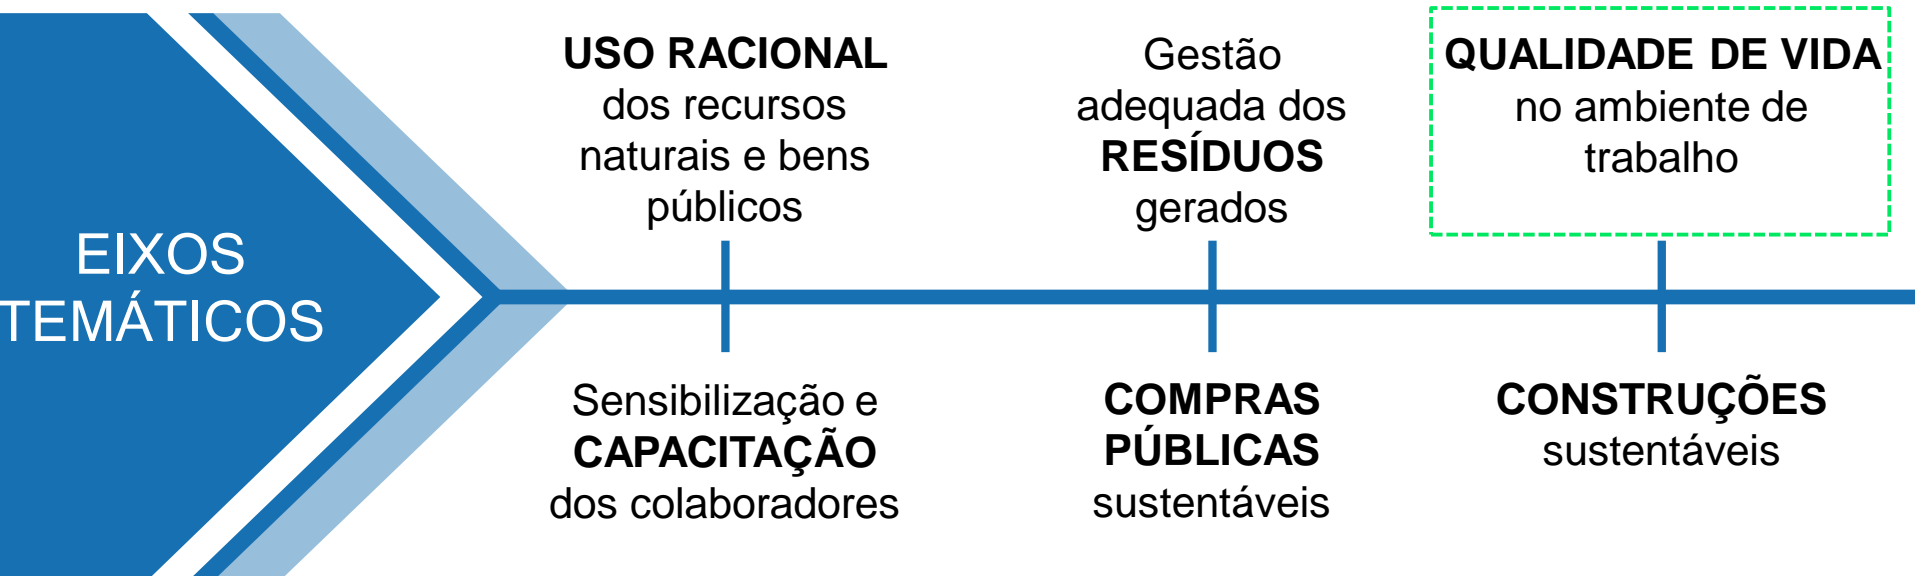 EIXOS
TEMÁTICOS
USO RACIONAL
dos recursos
naturais e bens
públicos
Gestão
adequada dos
RESÍDUOS
gerados
QUALIDADE DE VIDA
no ambiente de
trabalho
Sensibilização e
CAPACITAÇÃO
dos colaboradores
COMPRAS
PÚBLICAS
sustentáveis
CONSTRUÇÕES
sustentáveis